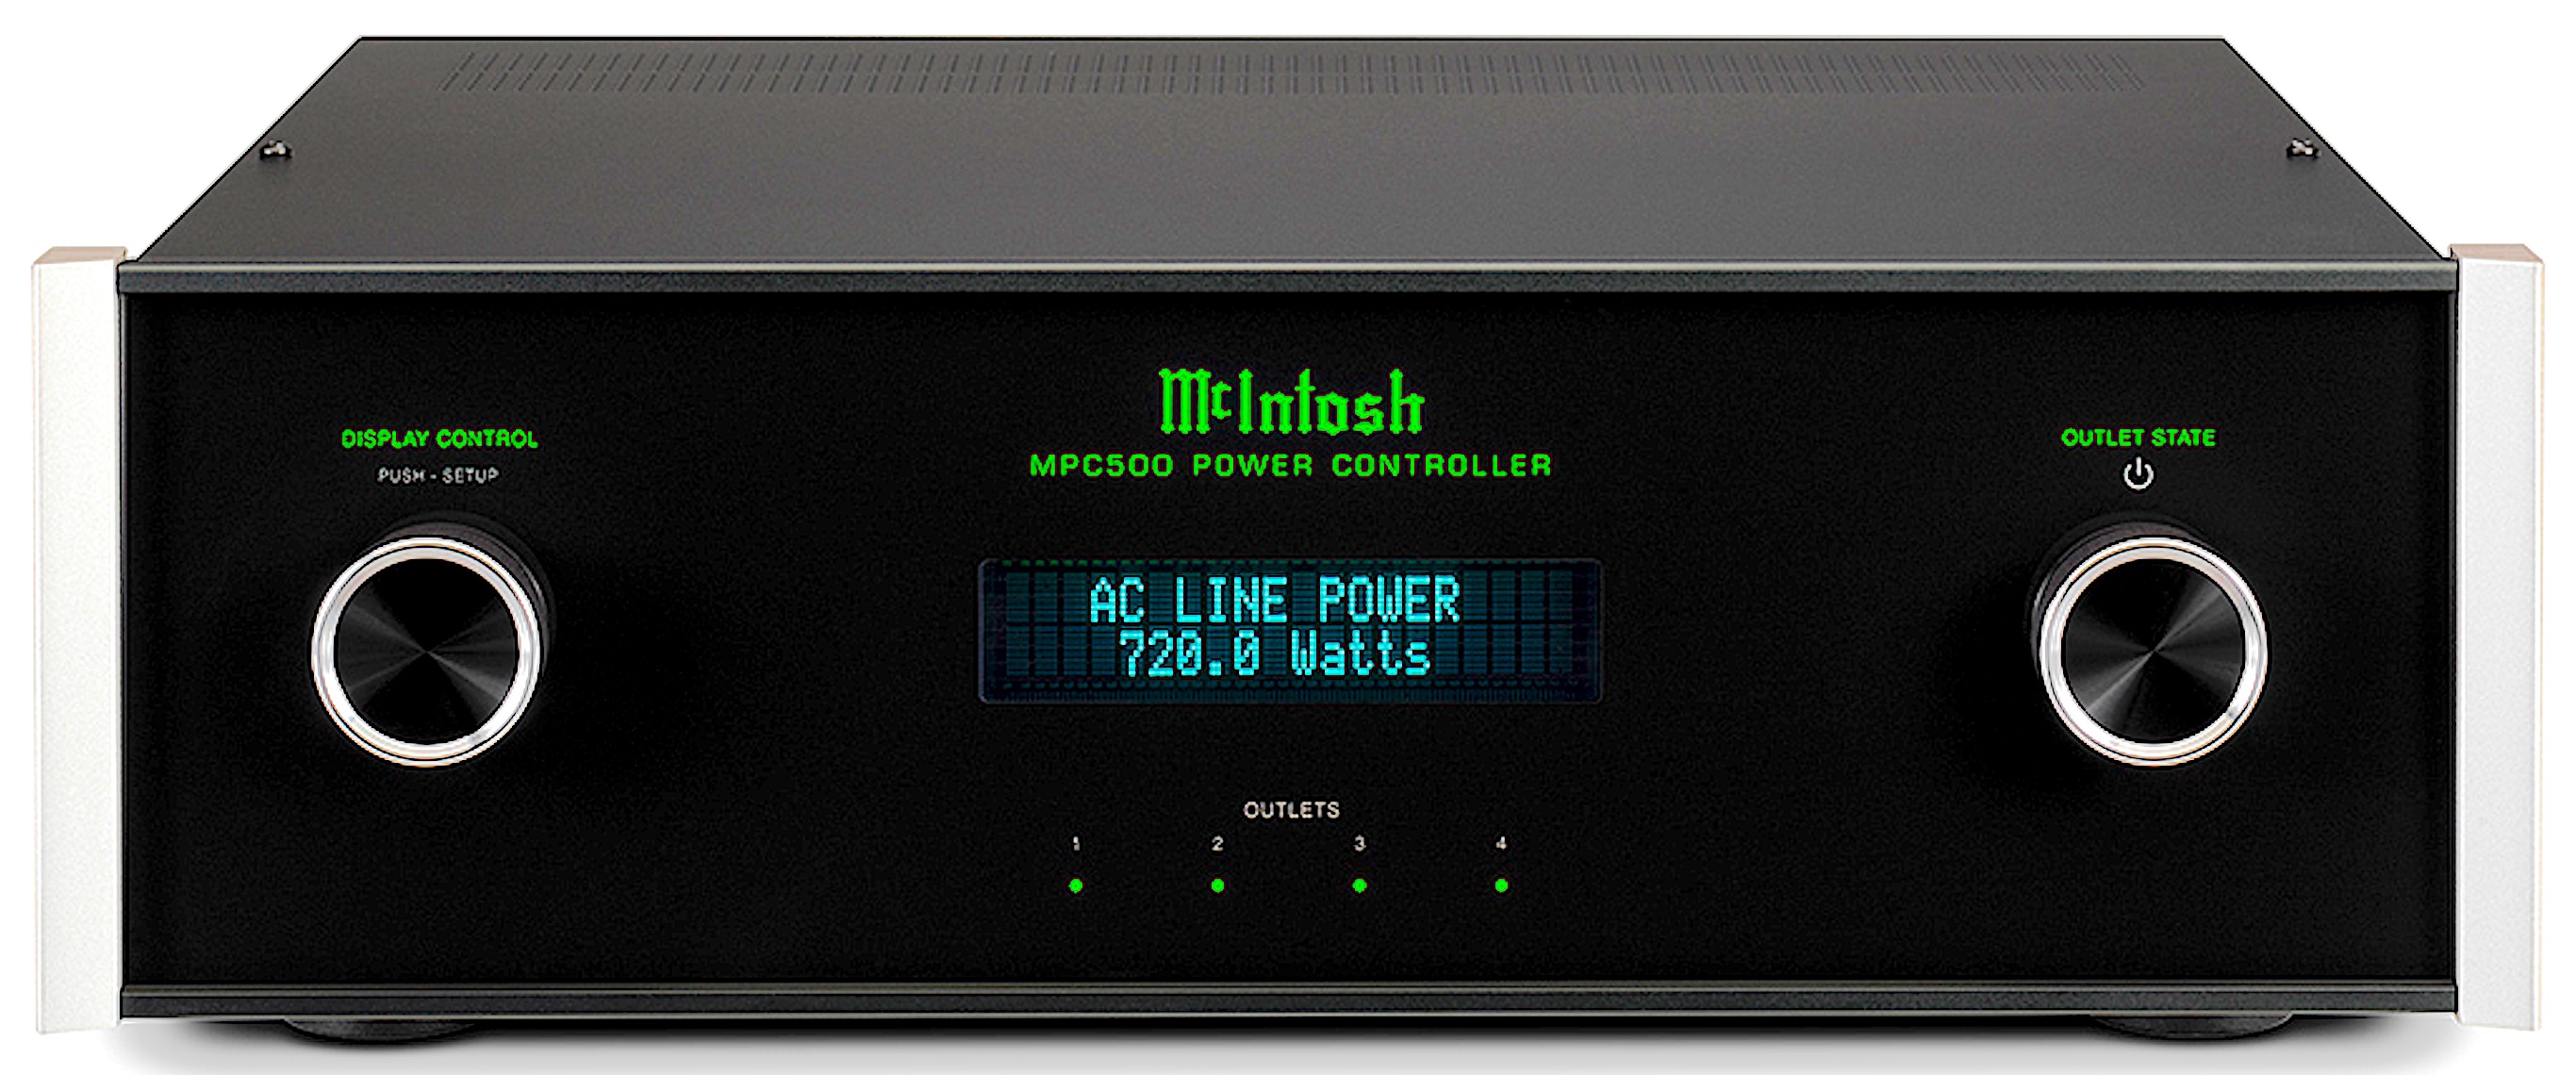 McIntosh
MPC500 POWER CONTROLLER
DISPLAY CONTROL
PUSH - SETUP
OUTLET STATE
AC LINE POWER
720.0 Watts
OUTLETS
1 2 3 4